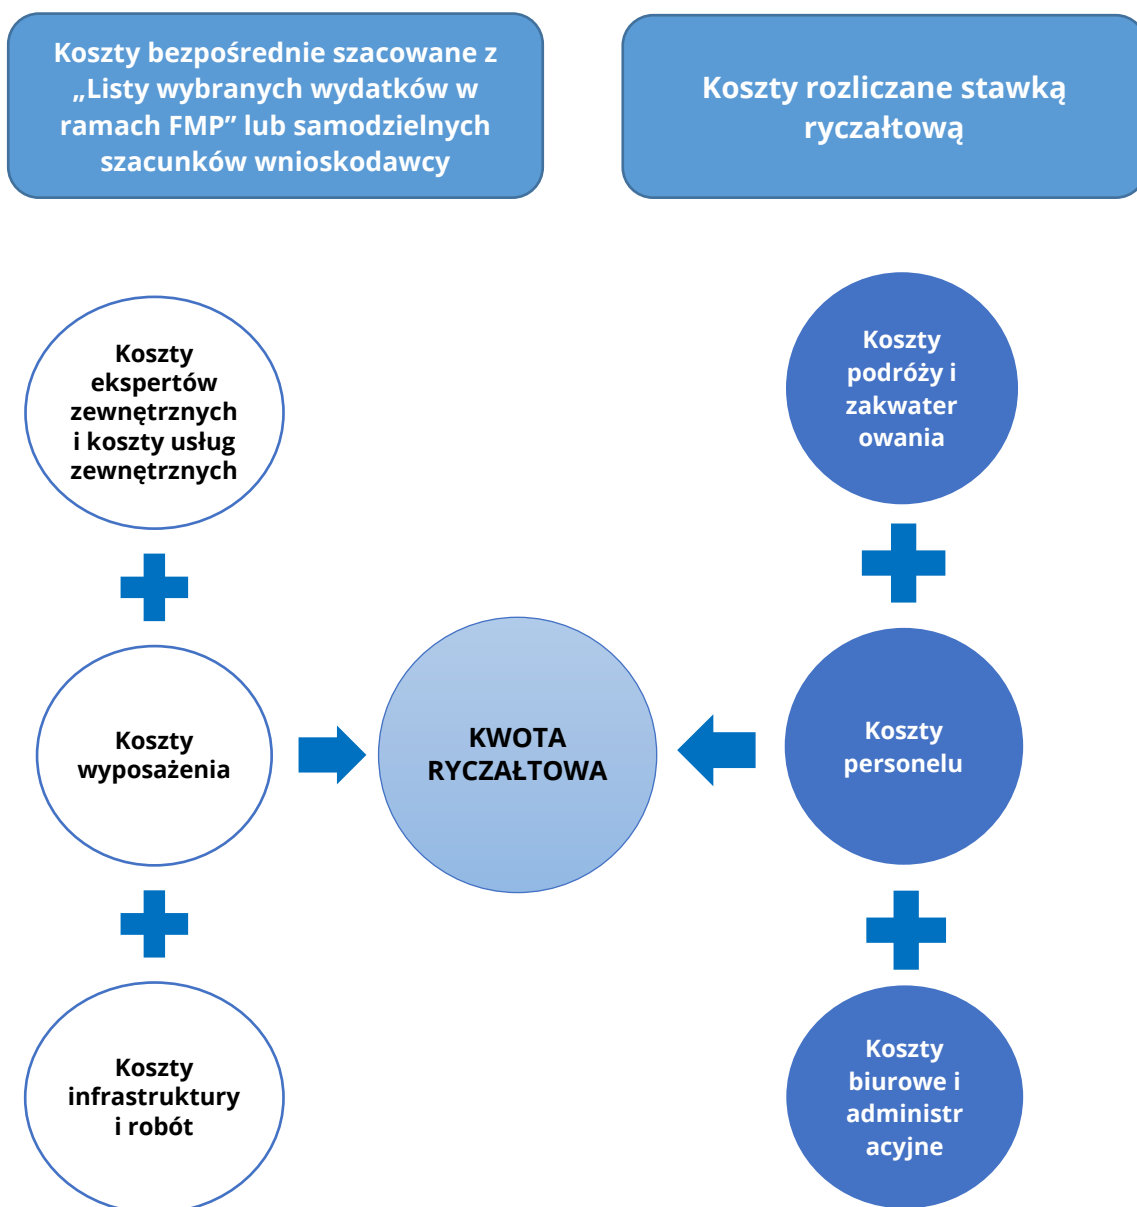 Koszty bezpośrednie szacowane z
„Listy wybranych wydatków w
ramach FMP” lub samodzielnych
szacunków wnioskodawcy
Koszty rozliczane stawką
ryczałtową
Koszty
ekspertów
zewnętrznych
i koszty usług
zewnętrznych
Koszty
podróży i
zakwater
owania
Koszty
wyposażenia
KWOTA
RYCZAŁTOWA
Koszty
personelu
Koszty
infrastruktury
i robót
Koszty
biurowe i
administr
acyjne